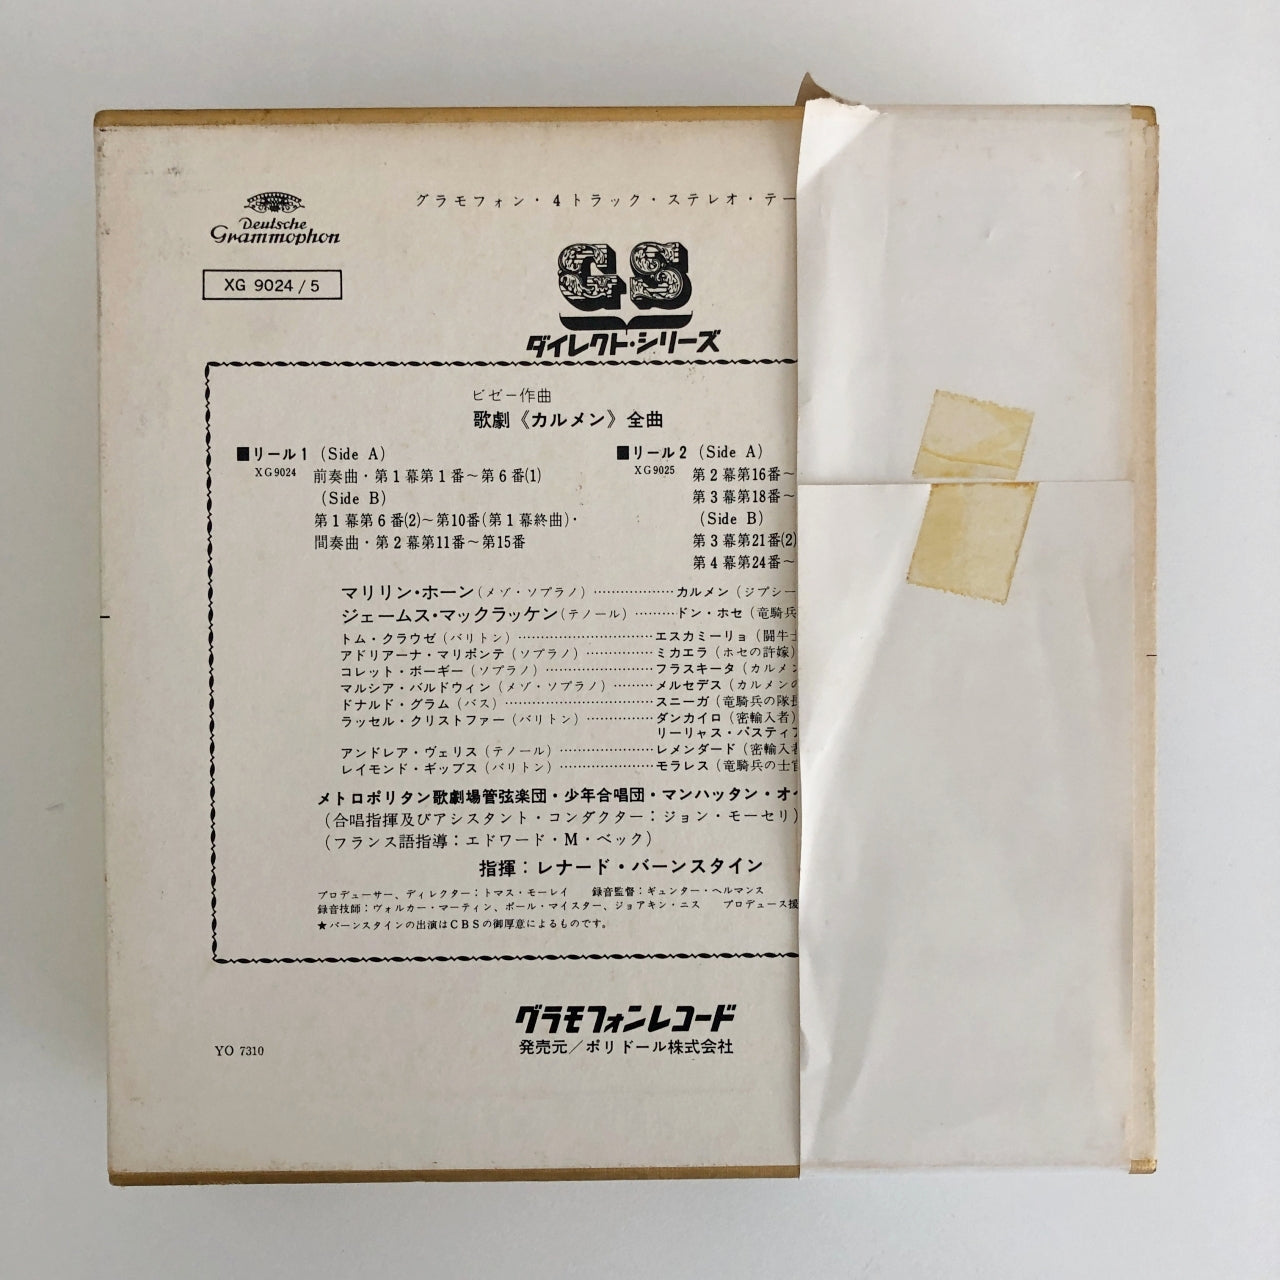 Deutsche
Grammophon
グラモフォン・4トラック・ステレオ・テー
XG 9024/5
GS
ダイレクト・シリーズ
ビゼー作曲
歌劇《カルメン》全曲
■リール1 (Side A)
XG9024
前奏曲・第1幕第1番～第6番(1)
(Side B)
第1幕第6番(2)～第10番(第1幕終曲)・
間奏曲・第2幕第11番～第15番
■リール2 (Side A)
XG9025
第2幕第16番～
第3幕第18番～
(Side B)
第3幕第21番(2)
第4幕第24番～
マリリン・ホーン(メゾ・ソプラノ)………………カルメン(ジプシー
ジェームス・マックラッケン(テノール)………ドン・ホセ(竜騎兵
トム・クラウゼ(バリトン)…………………………エスカミーリョ(闘牛士
アドリアーナ・マリポンテ(ソプラノ)……………ミカエラ(ホセの許嫁)
コレット・ボーギー(ソプラノ)……………………フラスキータ(カルメン
マルシア・バルドウィン(メゾ・ソプラノ)………メルセデス(カルメンの
ドナルド・グラム(バス)……………………………スニーガ(竜騎兵の隊長
ラッセル・クリストファー(バリトン)……………ダンカイロ(密輸入者)
リーリャス・パスティア
アンドレア・ヴェリス(テノール)…………………レメンダード(密輸入者
レイモンド・ギップス(バリトン)…………………モラレス(竜騎兵の士官
メトロポリタン歌劇場管弦楽団・少年合唱団・マンハッタン・オペ
(合唱指揮及びアシスタント・コンダクター：ジョン・モーセリ)
(フランス語指導：エドワード・M・ベック)
指揮：レナード・バーンスタイン
プロデューサー、ディレクター：トマス・モーレイ 録音監督：ギュンター・ヘルマンス
録音技師：ヴォルカー・マーティン、ポール・マイスター、ジョアキン・ニス プロデュース援
★バーンスタインの出演はCBSの御厚意によるものです。
グラモフォンレコード
発売元／ポリドール株式会社
YO 7310